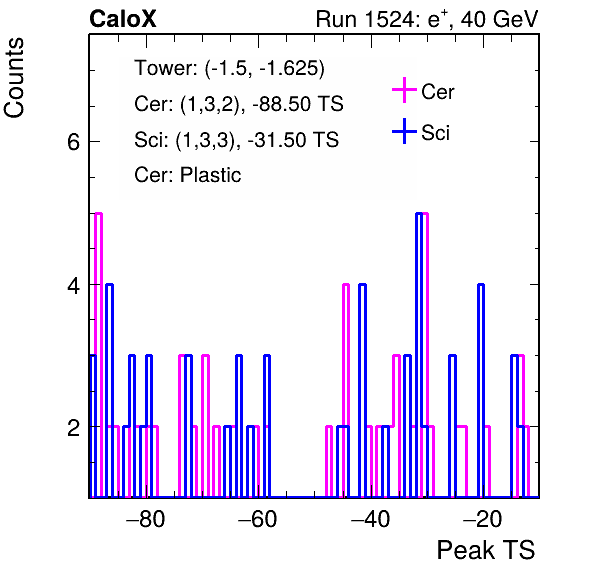 CaloX Run 1524: e⁺, 40 GeV
Counts
Tower: (-1.5, -1.625)
Cer: (1,3,2), -88.50 TS
Sci: (1,3,3), -31.50 TS
Cer: Plastic
Cer
Sci
6
4
2
−80 −60 −40 −20
Peak TS